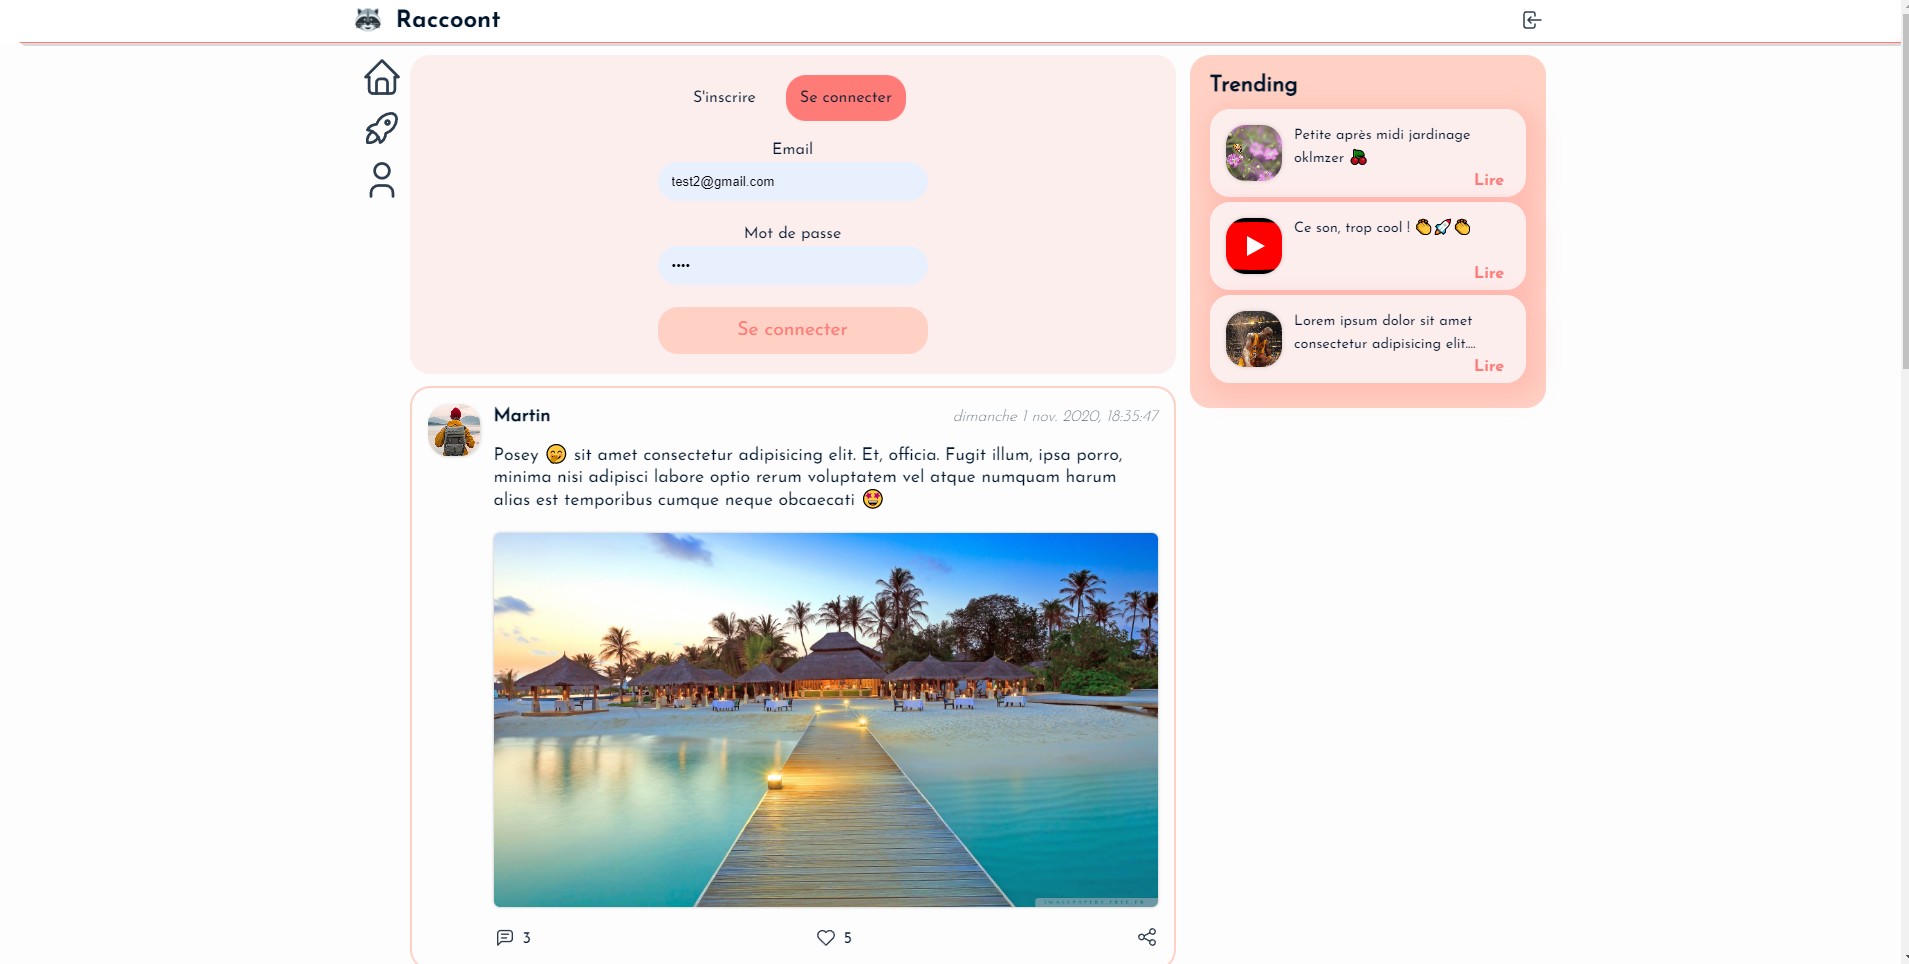 Raccoont
S'inscrire
Se connecter
Email
test2@gmail.com
Mot de passe
••••
Se connecter
Martin
dimanche 1 nov. 2020, 18:35:47
Posey 🤭 sit amet consectetur adipisicing elit. Et, officia. Fugit illum, ipsa porro,
minima nisi adipisci labore optio rerum voluptatem vel atque numquam harum
alias est temporibus cumque neque obcaecati 🤩
3
5
Trending
Petite après midi jardinage
oklmzer 🍒
Lire
Ce son, trop cool ! 👏🚀👏
Lire
Lorem ipsum dolor sit amet
consectetur adipisicing elit....
Lire